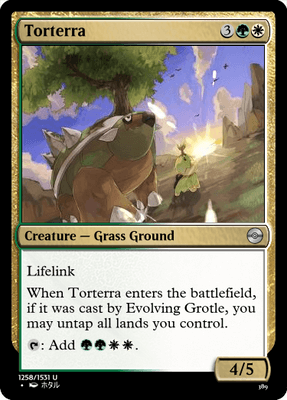 Torterra 3
Creature — Grass Ground
Lifelink
When Torterra enters the battlefield,
if it was cast by Evolving Grotle, you
may untap all lands you control.
: Add .
4/5
1258/1531 U
• ホタル
389